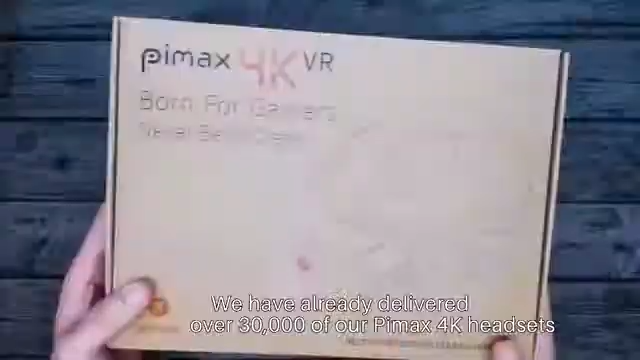 pimax 4K VR
Born For Gamers
We have already delivered
over 30,000 of our Pimax 4K headsets